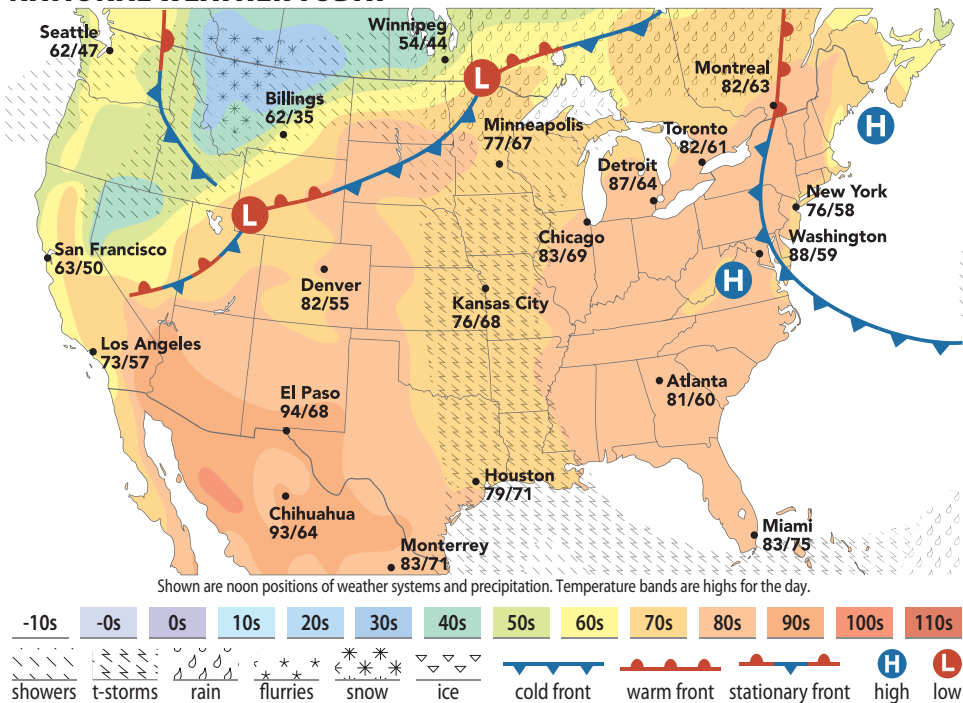 NATIONAL WEATHER TODAY
Seattle
62/47
Winnipeg
54/44
Billings
62/35
L
Montreal
82/63
H
Minneapolis
77/67
Toronto
82/61
Detroit
87/64
New York
76/58
L
Chicago
83/69
Washington
88/59
San Francisco
63/50
Denver
82/55
Kansas City
76/68
H
Los Angeles
73/57
El Paso
94/68
Atlanta
81/60
Houston
79/71
Chihuahua
93/64
Miami
83/75
Monterrey
83/71
Shown are noon positions of weather systems and precipitation. Temperature bands are highs for the day.
-10s -0s 0s 10s 20s 30s 40s 50s 60s 70s 80s 90s 100s 110s
H L
showers t-storms rain flurries snow ice cold front warm front stationary front high low